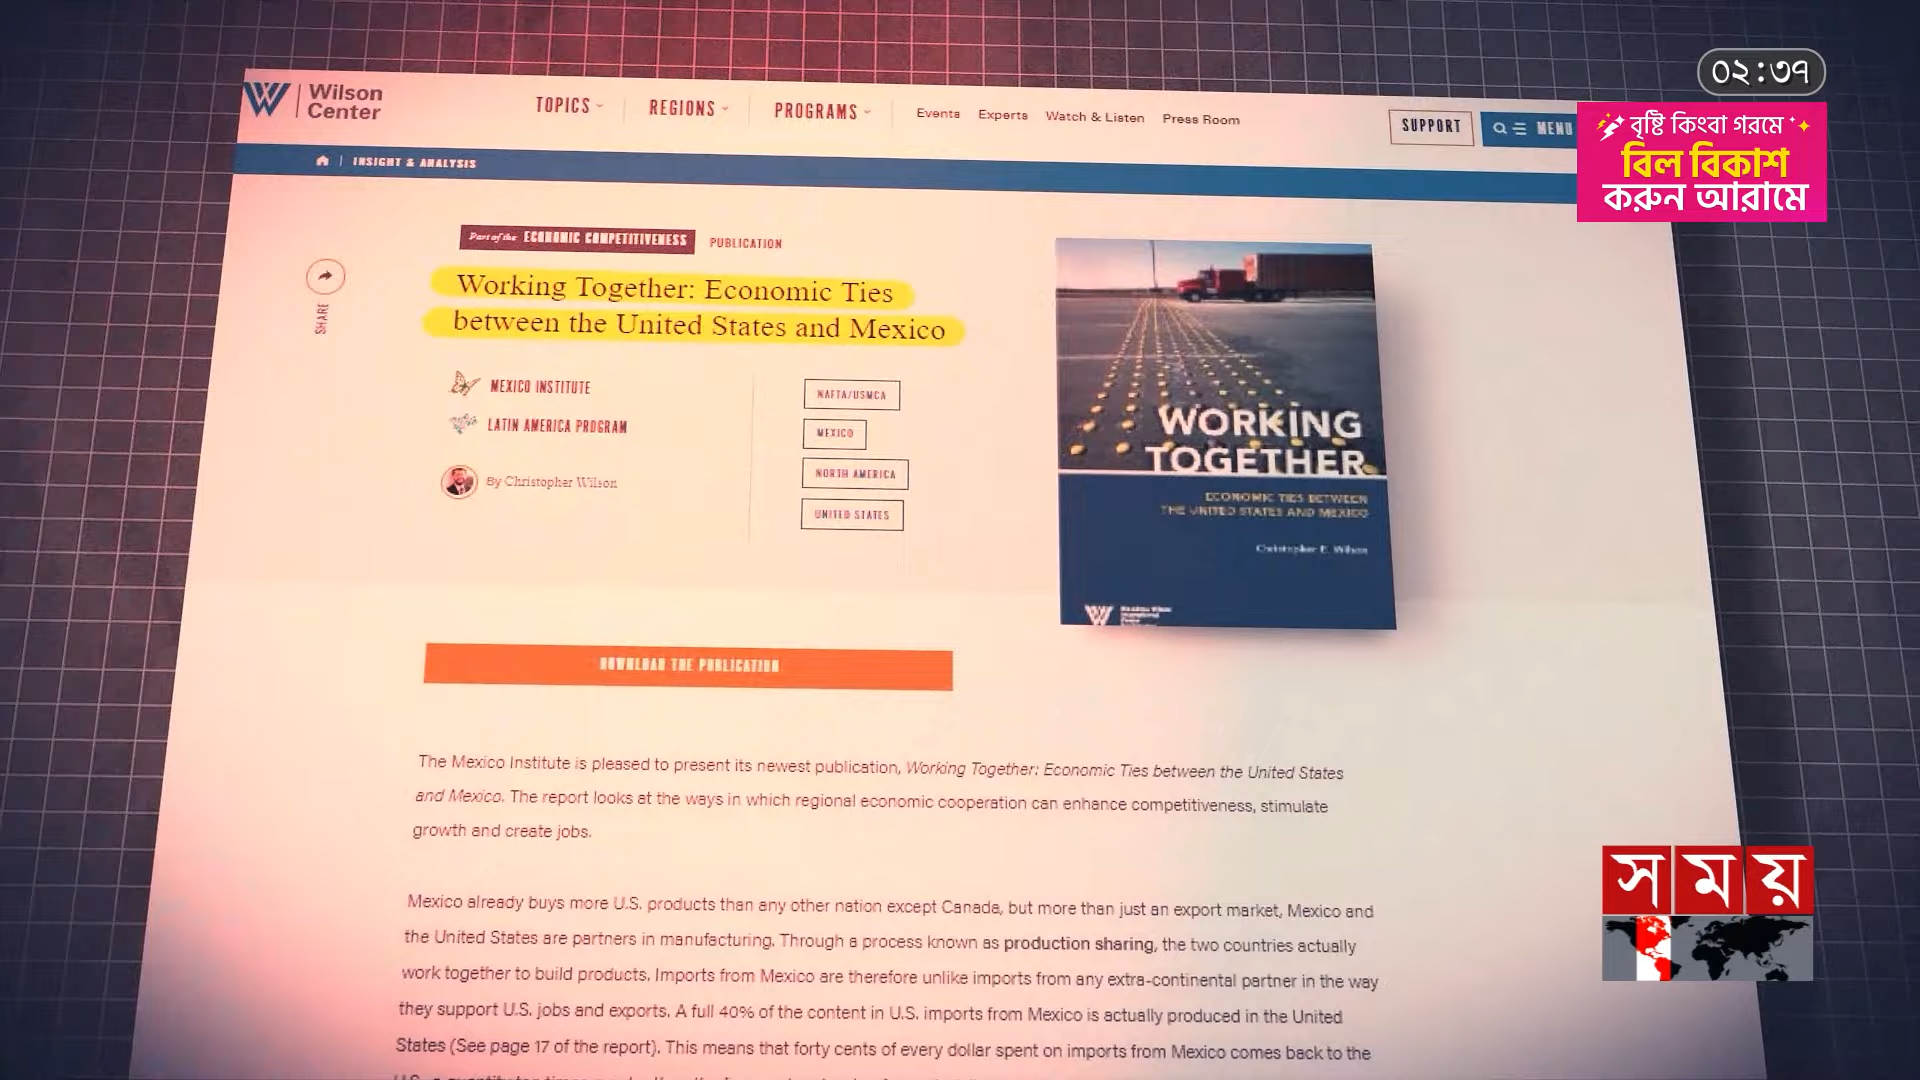 Wilson Center
TOPICS
REGIONS
PROGRAMS
Events
Experts
Watch & Listen
Press Room
SUPPORT
MENU
০২:৩৭
বৃষ্টি কিংবা গরমে
বিল বিকাশ
করুন আরামে
INSIGHT & ANALYSIS
Part of the ECONOMIC COMPETITIVENESS
PUBLICATION
Working Together: Economic Ties
between the United States and Mexico
SHARE
MEXICO INSTITUTE
LATIN AMERICA PROGRAM
By Christopher Wilson
NAFTA/USMCA
MEXICO
NORTH AMERICA
UNITED STATES
WORKING
TOGETHER
ECONOMIC TIES BETWEEN
THE UNITED STATES AND MEXICO
Christopher E. Wilson
DOWNLOAD THE PUBLICATION
The Mexico Institute is pleased to present its newest publication, Working Together: Economic Ties between the United States
and Mexico. The report looks at the ways in which regional economic cooperation can enhance competitiveness, stimulate
growth and create jobs.
Mexico already buys more U.S. products than any other nation except Canada, but more than just an export market, Mexico and
the United States are partners in manufacturing. Through a process known as production sharing, the two countries actually
work together to build products. Imports from Mexico are therefore unlike imports from any extra-continental partner in the way
they support U.S. jobs and exports. A full 40% of the content in U.S. imports from Mexico is actually produced in the United
States (See page 17 of the report). This means that forty cents of every dollar spent on imports from Mexico comes back to the
সময়